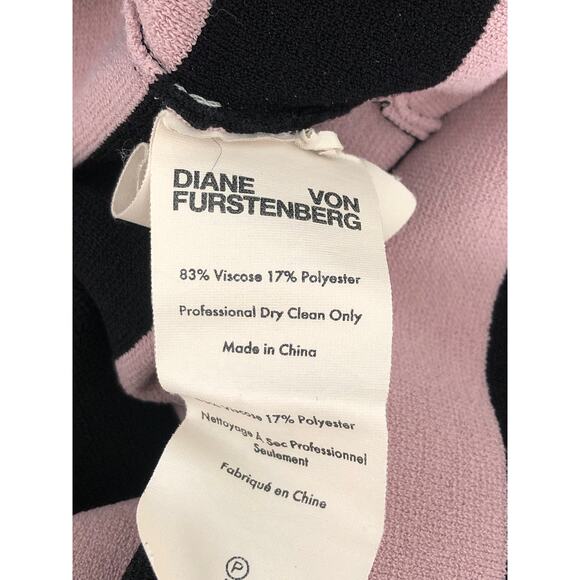 DIANE VON
FURSTENBERG
83% Viscose 17% Polyester
Professional Dry Clean Only
Made in China
Viscose 17% Polyester
Nettoyage À Sec Professionnel
Seulement
Fabriqué en Chine
P